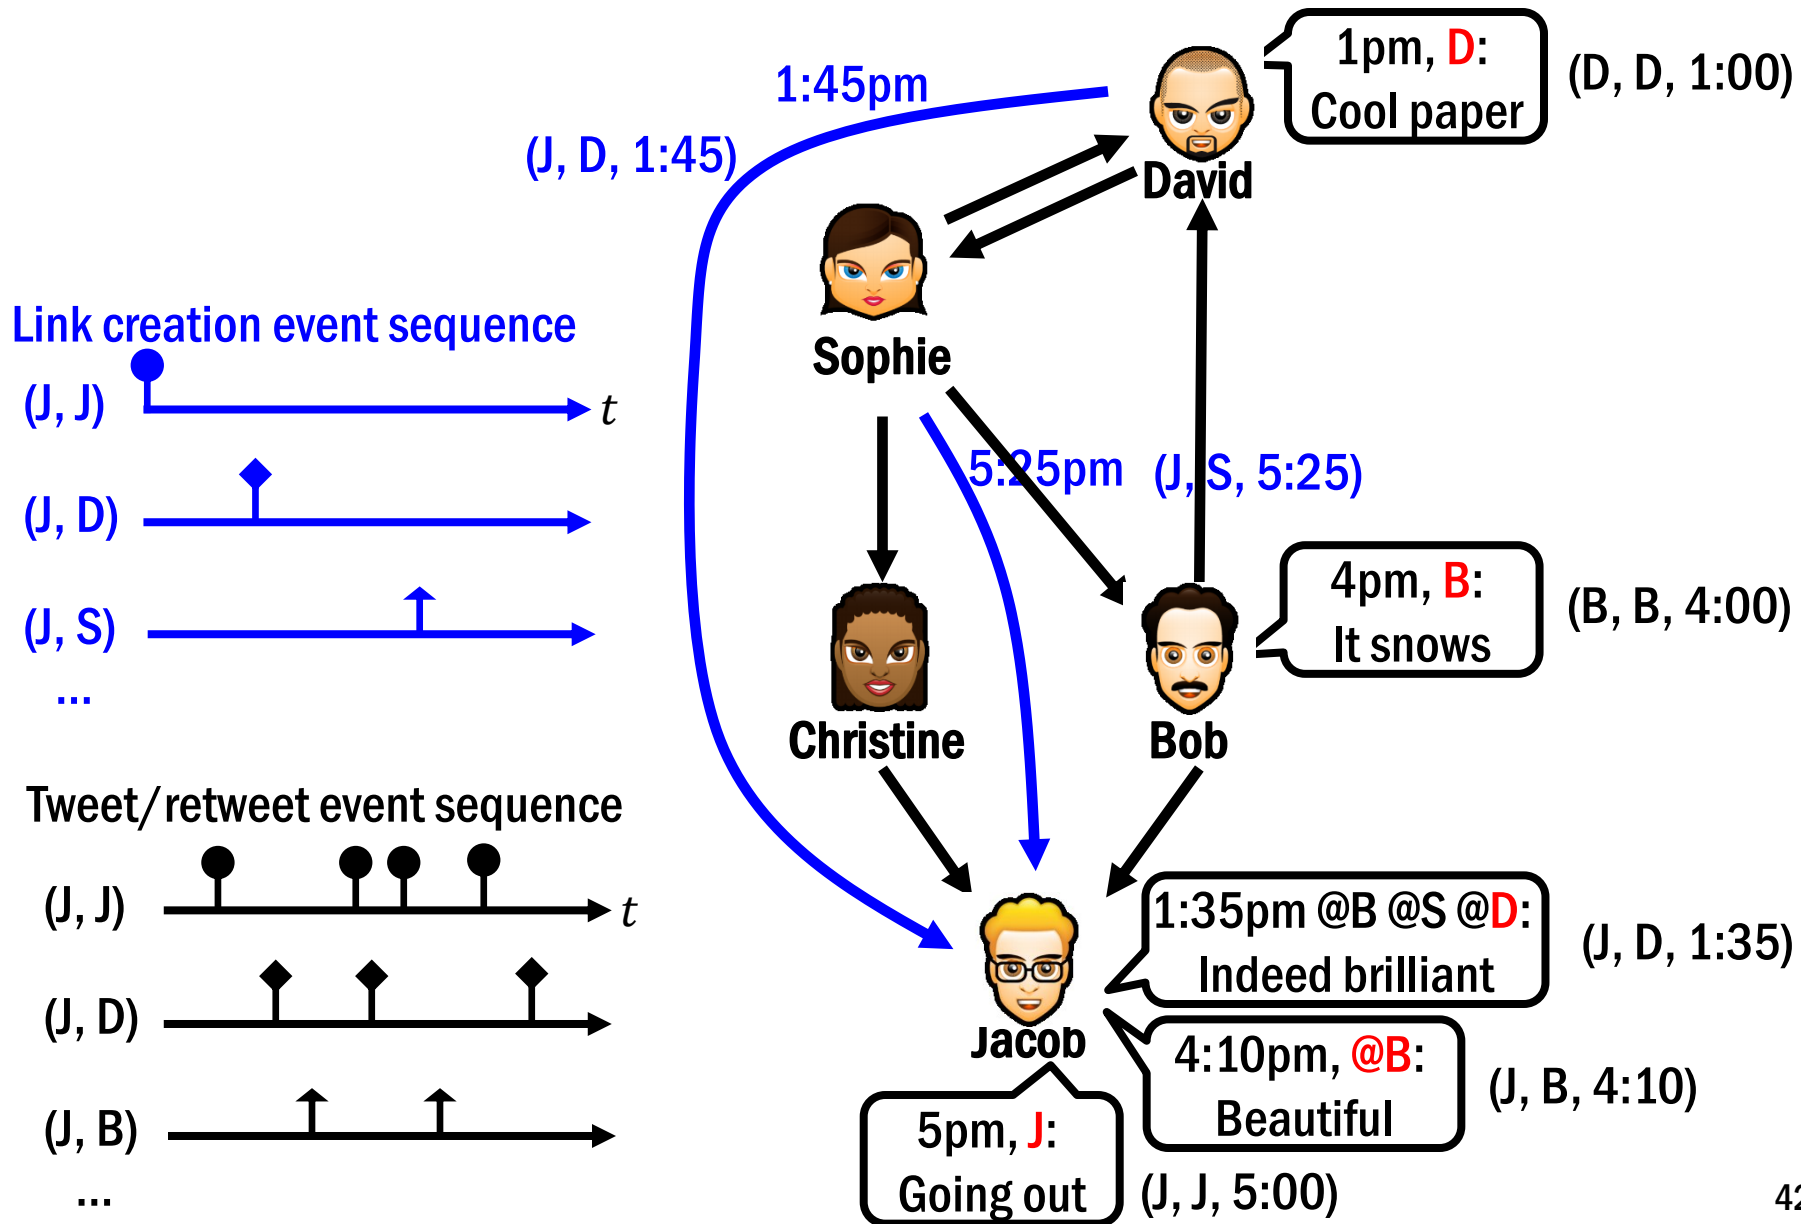 1:45pm
(J, D, 1:45)
1pm, D:
Cool paper
(D, D, 1:00)
David
Sophie
Link creation event sequence
(J, J)
t
(J, D)
(J, S)
...
5:25pm
(J, S, 5:25)
4pm, B:
It snows
(B, B, 4:00)
Christine
Bob
Tweet/retweet event sequence
(J, J)
t
(J, D)
(J, B)
...
Jacob
1:35pm @B @S @D:
Indeed brilliant
(J, D, 1:35)
4:10pm, @B:
Beautiful
(J, B, 4:10)
5pm, J:
Going out
(J, J, 5:00)
42